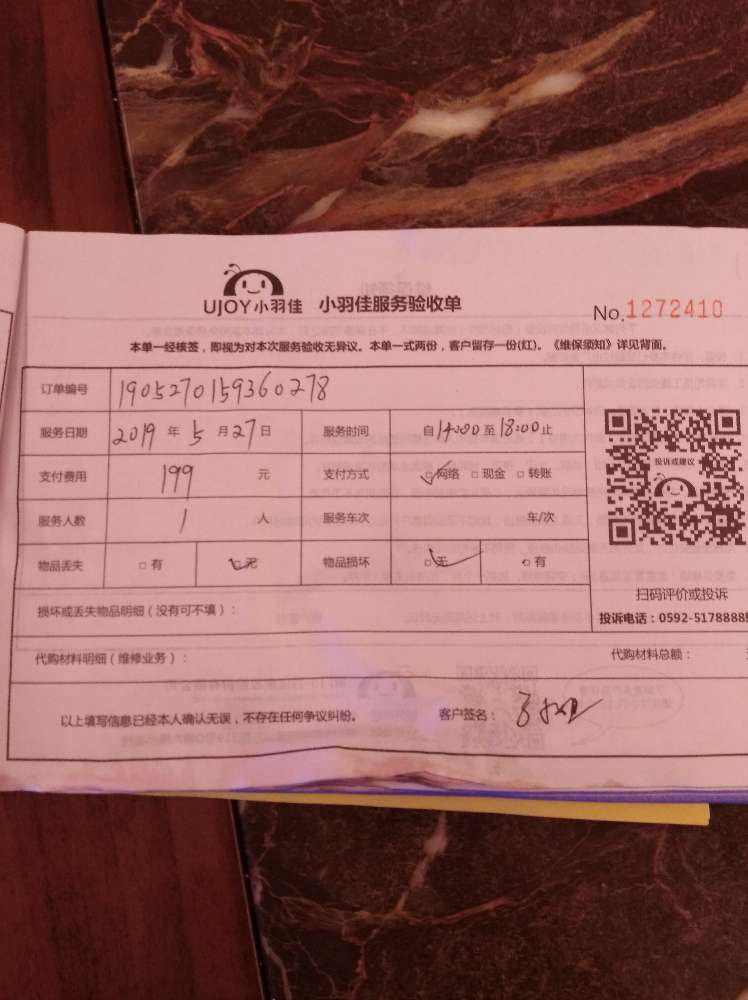 UJOY小羽佳 小羽佳服务验收单
No.1272410
本单一经核签，即视为对本次服务验收无异议。本单一式两份，客户留存一份(红)。《维保须知》详见背面。
订单编号 1905270159360278
服务日期 2019 年 5 月 27 日 服务时间 自 14:00 至 18:00 止
支付费用 199 元 支付方式 ☑网络 □现金 □转账
服务人数 1 人 服务车次 车/次
物品丢失 □有 ☑无 物品损坏 ☑无 □有
投诉或建议
扫码评价或投诉
损坏或丢失物品明细（没有可不填）：
投诉电话：0592-5178888
代购材料明细（维修业务）： 代购材料总额：
以上填写信息已经本人确认无误，不存在任何争议纠纷。 客户签名：